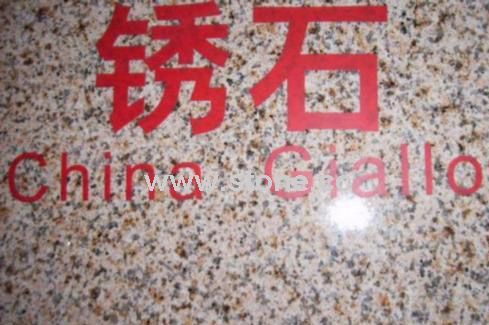 锈石
China Giallo